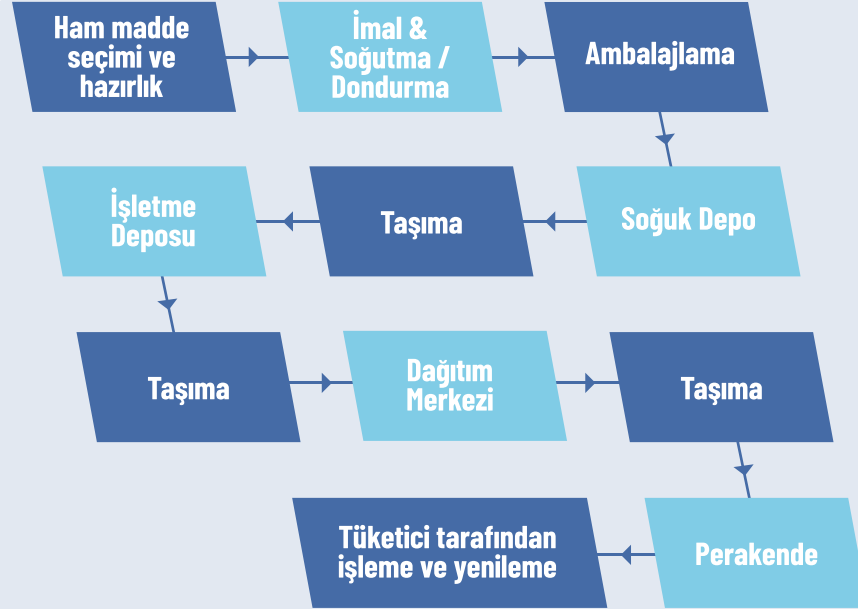 Ham madde
seçimi ve
hazırlık
İmal &
Soğutma /
Dondurma
Ambalajlama
Soğuk Depo
Taşıma
İşletme
Deposu
Taşıma
Dağıtım
Merkezi
Taşıma
Perakende
Tüketici tarafından
işleme ve yenileme